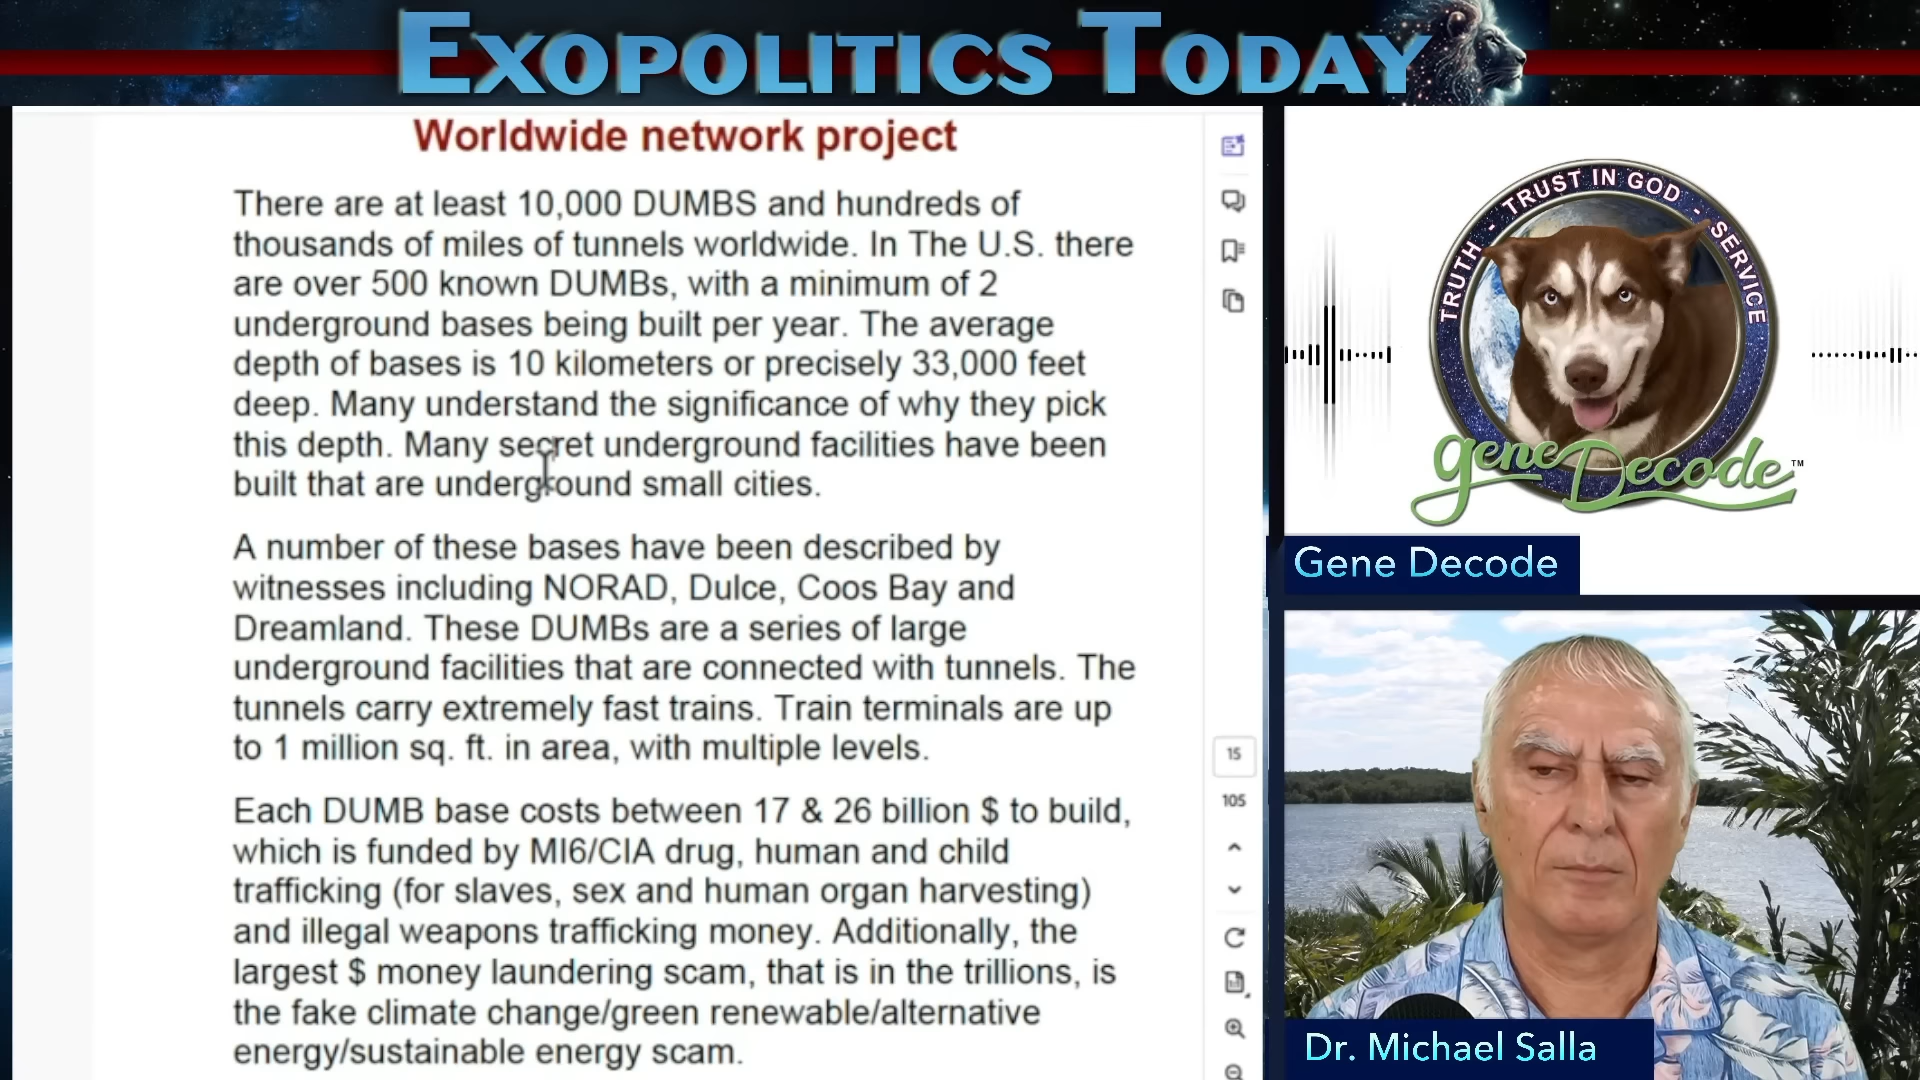 EXOPOLITICS TODAY
Worldwide network project
There are at least 10,000 DUMBS and hundreds of
thousands of miles of tunnels worldwide. In The U.S. there
are over 500 known DUMBs, with a minimum of 2
underground bases being built per year. The average
depth of bases is 10 kilometers or precisely 33,000 feet
deep. Many understand the significance of why they pick
this depth. Many secret underground facilities have been
built that are underground small cities.
A number of these bases have been described by
witnesses including NORAD, Dulce, Coos Bay and
Dreamland. These DUMBs are a series of large
underground facilities that are connected with tunnels. The
tunnels carry extremely fast trains. Train terminals are up
to 1 million sq. ft. in area, with multiple levels.
Each DUMB base costs between 17 & 26 billion $ to build,
which is funded by MI6/CIA drug, human and child
trafficking (for slaves, sex and human organ harvesting)
and illegal weapons trafficking money. Additionally, the
largest $ money laundering scam, that is in the trillions, is
the fake climate change/green renewable/alternative
energy/sustainable energy scam.
15
105
TRUTH - TRUST IN GOD - SERVICE
gene Decode™
Gene Decode
Dr. Michael Salla